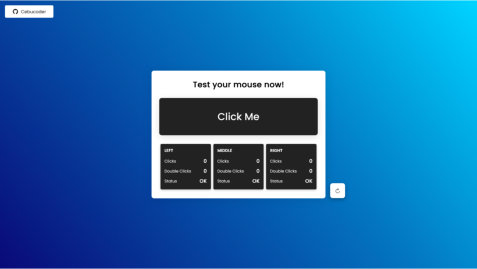 Cebucoder
Test your mouse now!
Click Me
LEFT
Clicks 0
Double Clicks 0
Status OK
MIDDLE
Clicks 0
Double Clicks 0
Status OK
RIGHT
Clicks 0
Double Clicks 0
Status OK